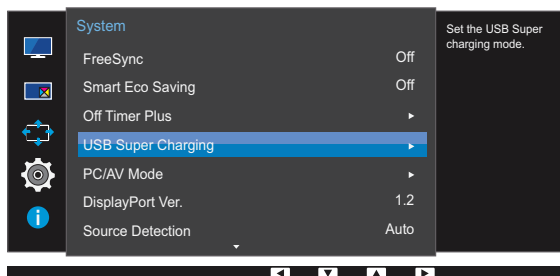 System
FreeSync Off
Smart Eco Saving Off
Off Timer Plus
USB Super Charging
PC/AV Mode
DisplayPort Ver. 1.2
Source Detection Auto
Set the USB Super
charging mode.